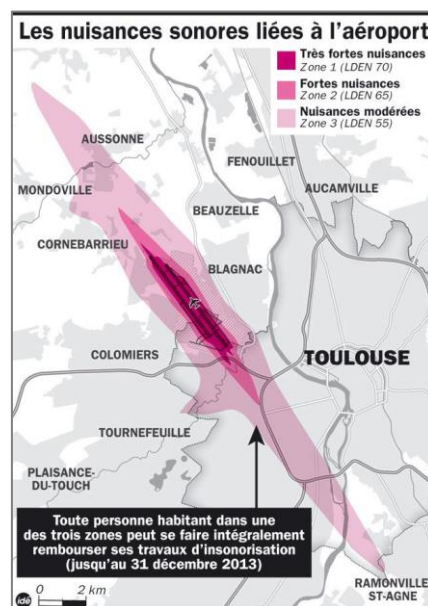 Les nuisances sonores liées à l'aéroport
Très fortes nuisances
Zone 1 (LDEN 70)
Fortes nuisances
Zone 2 (LDEN 65)
Nuisances modérées
Zone 3 (LDEN 55)
AUSSONNE
FENOUILLET
MONDOVILLE
AUCAMVILLE
BEAUZELLE
CORNEBARRIEU
BLAGNAC
COLOMIERS
TOULOUSE
TOURNEFEUILLE
PLAISANCE-
DU-TOUCH
Toute personne habitant dans une
des trois zones peut se faire intégralement
rembourser ses travaux d'insonorisation
(jusqu'au 31 décembre 2013)
RAMONVILLE
ST-AGNE
idé 0 2 km